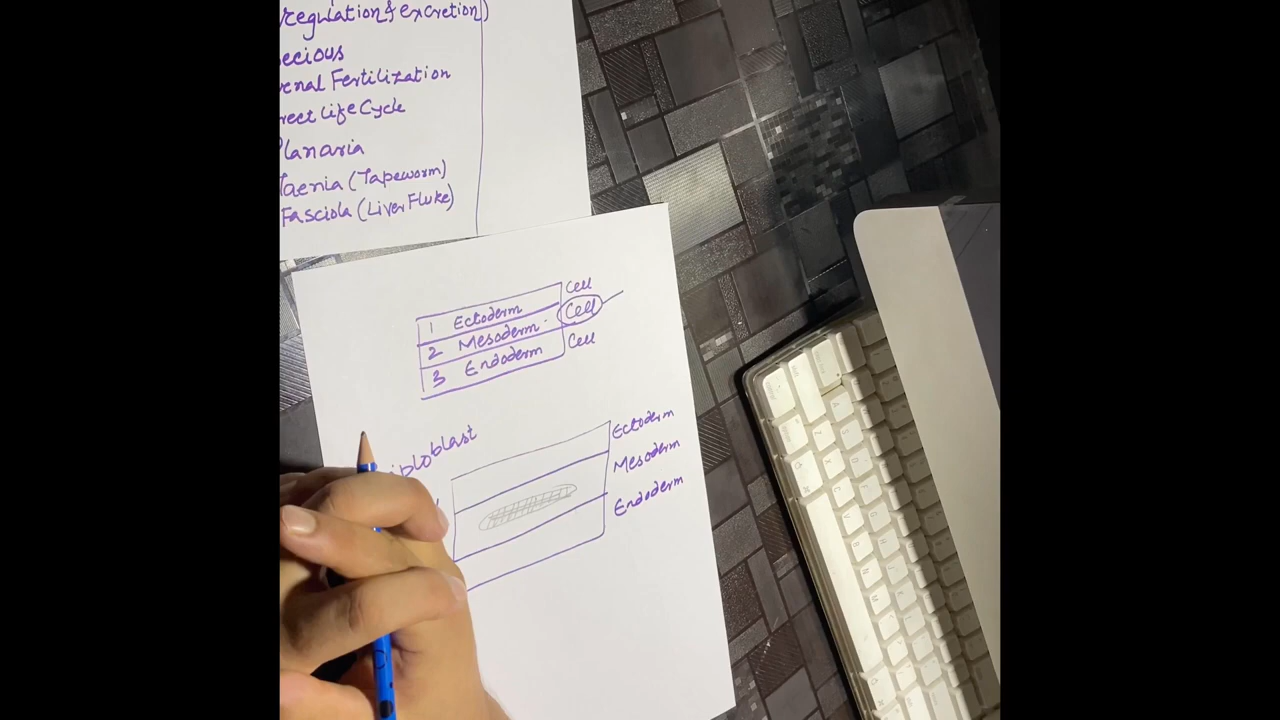 regulation & excretion)
ecious
rnal Fertilization
rect Life Cycle
Planaria
Taenia (Tapeworm)
Fasciola (Liver Fluke)
1 Ectoderm Cell
2 Mesoderm. Cell
3 Endoderm Cell
iploblast
Ectoderm
Mesoderm
Endoderm